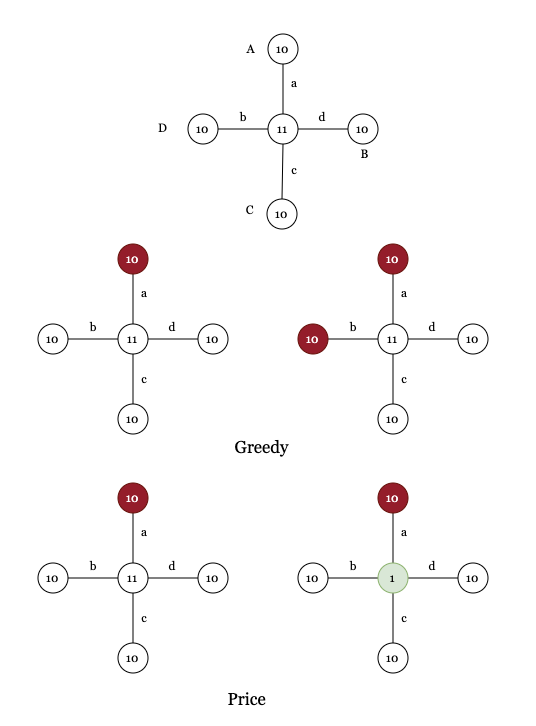 A 10
a
D 10 b 11 d 10
B
c
C 10
10 10
a a
10 b 11 d 10 10 b 11 d 10
c c
10 10
Greedy
10 10
a a
10 b 11 d 10 10 b 1 d 10
c c
10 10
Price